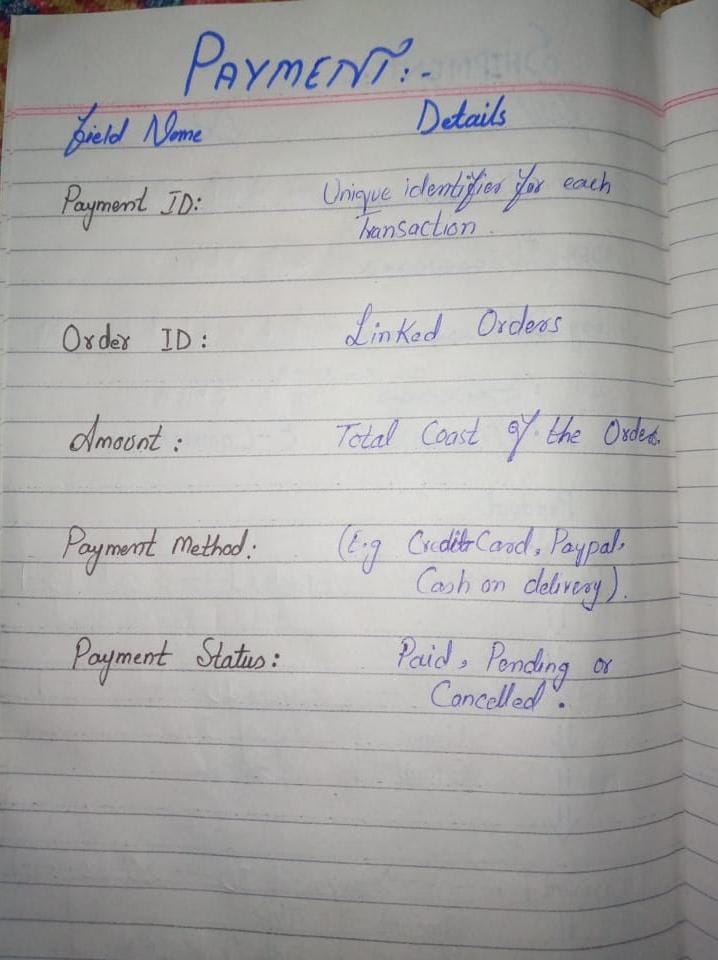 PAYMENT:-
Field Name Details
Payment ID: Unique identifier for each
Transaction.
Order ID: Linked Orders
Amount: Total Coast of the Orders.
Payment Method: (E.g Credit Card, Paypal,
Cash on delivery).
Payment Status: Paid, Pending or
Cancelled.